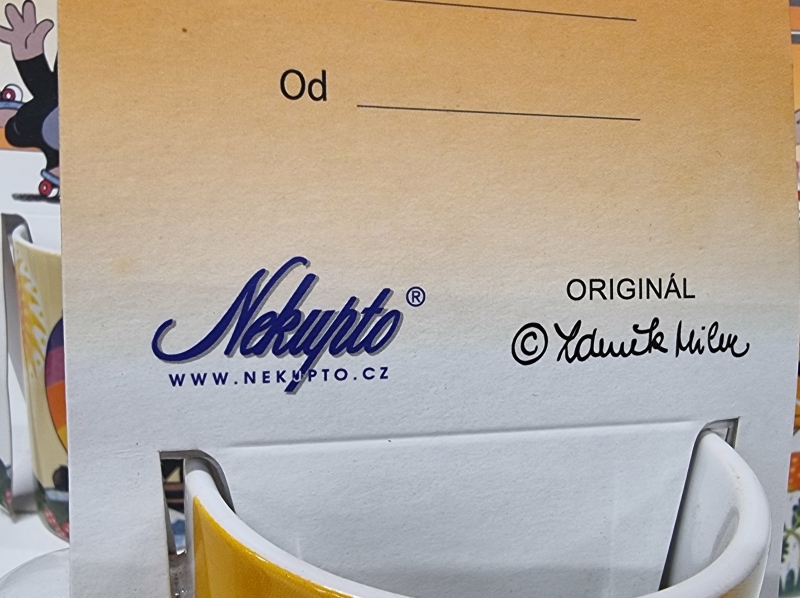 Od
Nekupto®
WWW.NEKUPTO.CZ
ORIGINÁL
© Zdeněk Miler